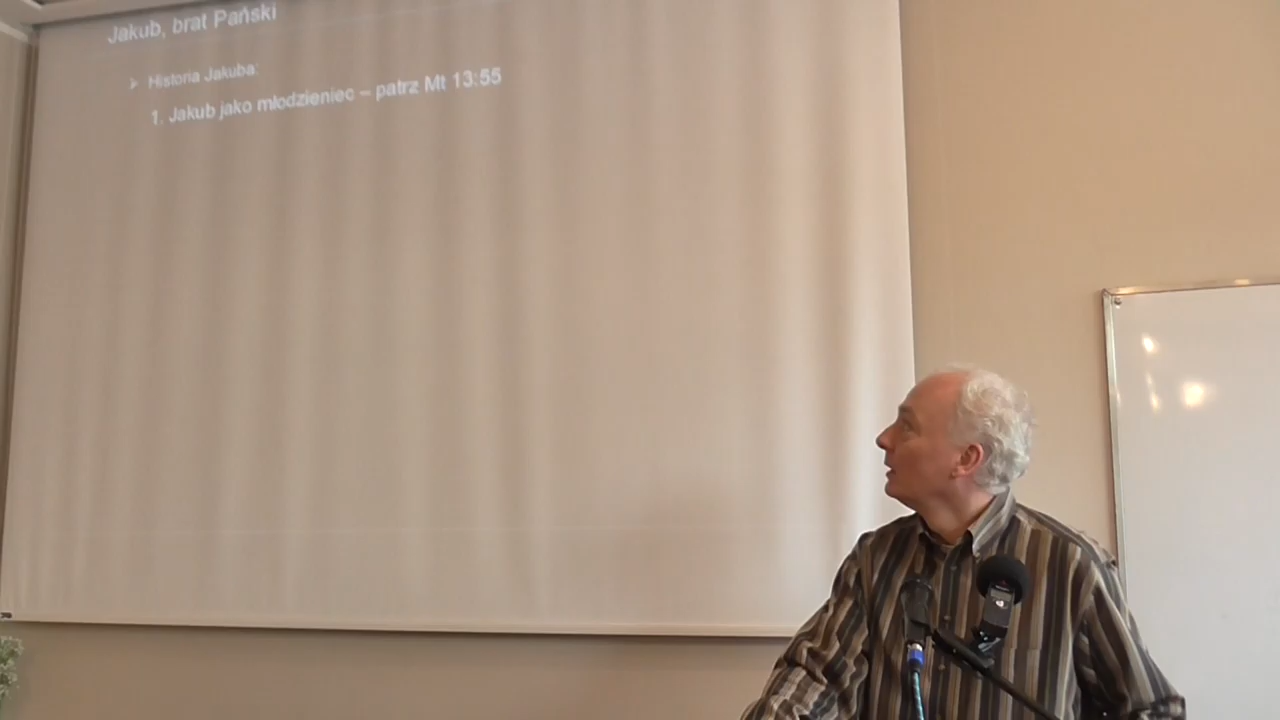 Jakub, brat Pański
➢ Historia Jakuba:
1. Jakub jako młodzieniec – patrz Mt 13:55